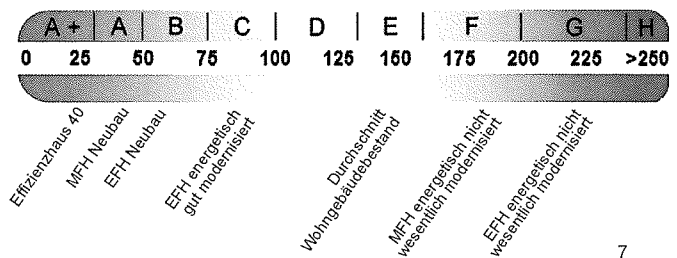 A+ | A | B | C | D | E | F | G | H
0 25 50 75 100 125 150 175 200 225 >250
Effizienzhaus 40
MFH Neubau
EFH Neubau
EFH energetisch
gut modernisiert
Durchschnitt
Wohngebäudebestand
MFH energetisch nicht
wesentlich modernisiert
EFH energetisch nicht
wesentlich modernisiert
7